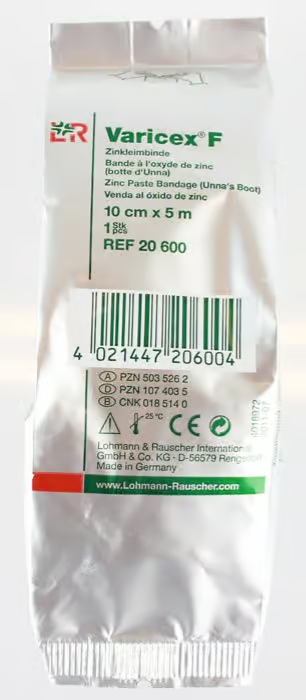 L&R
Varicex® F
Zinkleimbinde
Bande à l'oxyde de zinc
(botte d'Unna)
Zinc Paste Bandage (Unna's Boot)
Venda al óxido de zinc
10 cm x 5 m
1 Stk
pcs
REF 20 600
4 021447 206004
A PZN 503 526 2
D PZN 107 403 5
B CNK 018 514 0
25 °C
CE
Lohmann & Rauscher International
GmbH & Co. KG · D-56579 Rengsdorf
Made in Germany
www.Lohmann-Rauscher.com